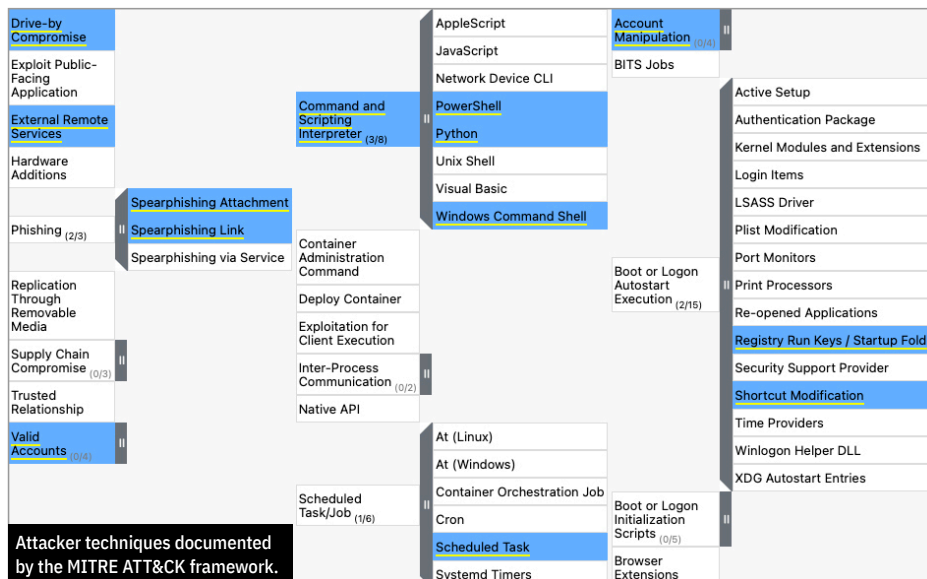 Drive-by
Compromise
Exploit Public-
Facing
Application
External Remote
Services
Hardware
Additions
Phishing (2/3)
Spearphishing Attachment
Spearphishing Link
Spearphishing via Service
Replication
Through
Removable
Media
Supply Chain
Compromise (0/3)
Trusted
Relationship
Valid
Accounts (0/4)
Command and
Scripting
Interpreter (3/8)
AppleScript
JavaScript
Network Device CLI
PowerShell
Python
Unix Shell
Visual Basic
Windows Command Shell
Container
Administration
Command
Deploy Container
Exploitation for
Client Execution
Inter-Process
Communication (0/2)
Native API
Scheduled
Task/Job (1/6)
At (Linux)
At (Windows)
Container Orchestration Job
Cron
Scheduled Task
Systemd Timers
Account
Manipulation (0/4)
BITS Jobs
Boot or Logon
Autostart
Execution (2/15)
Active Setup
Authentication Package
Kernel Modules and Extensions
Login Items
LSASS Driver
Plist Modification
Port Monitors
Print Processors
Re-opened Applications
Registry Run Keys / Startup Fold
Security Support Provider
Shortcut Modification
Time Providers
Winlogon Helper DLL
XDG Autostart Entries
Boot or Logon
Initialization
Scripts (0/5)
Browser
Extensions
Attacker techniques documented
by the MITRE ATT&CK framework.